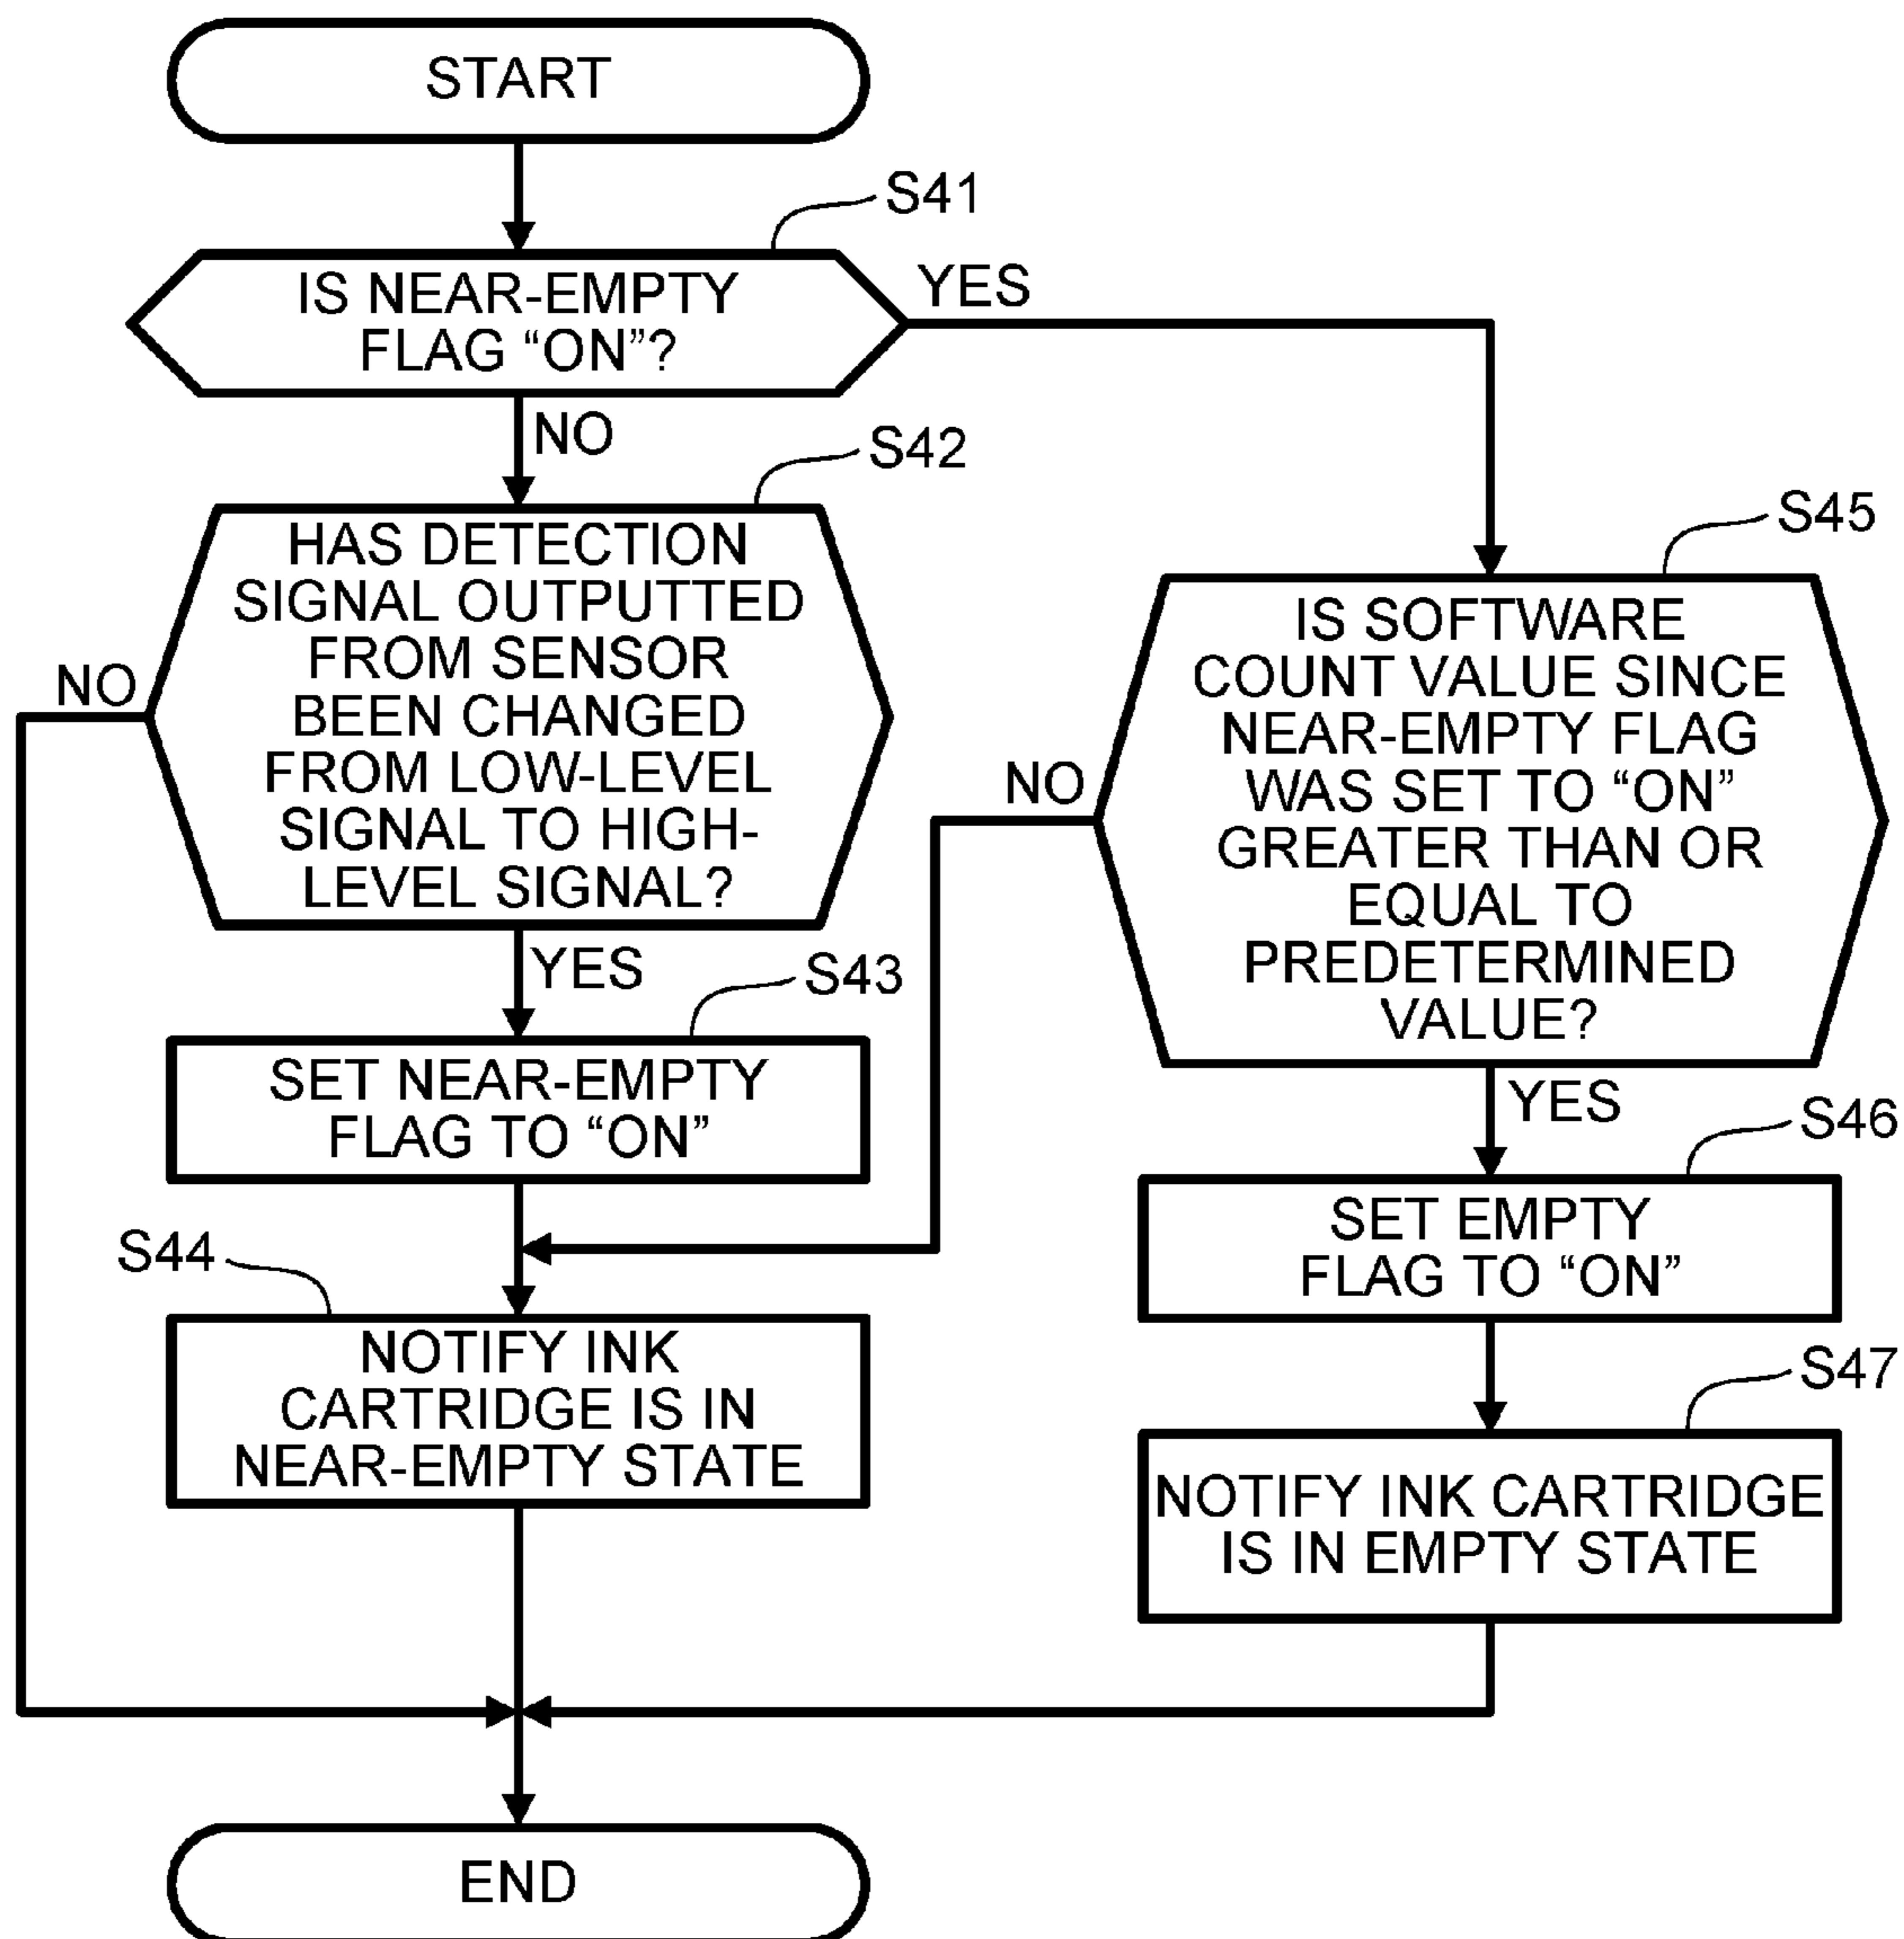 START
S41
IS NEAR-EMPTY
FLAG “ON”?
YES
NO
S42
HAS DETECTION
SIGNAL OUTPUTTED
FROM SENSOR
BEEN CHANGED
FROM LOW-LEVEL
SIGNAL TO HIGH-
LEVEL SIGNAL?
NO
YES
S43
SET NEAR-EMPTY
FLAG TO “ON”
S44
NOTIFY INK
CARTRIDGE IS IN
NEAR-EMPTY STATE
S45
IS SOFTWARE
COUNT VALUE SINCE
NEAR-EMPTY FLAG
WAS SET TO “ON”
GREATER THAN OR
EQUAL TO
PREDETERMINED
VALUE?
NO
YES
S46
SET EMPTY
FLAG TO “ON”
S47
NOTIFY INK CARTRIDGE
IS IN EMPTY STATE
END